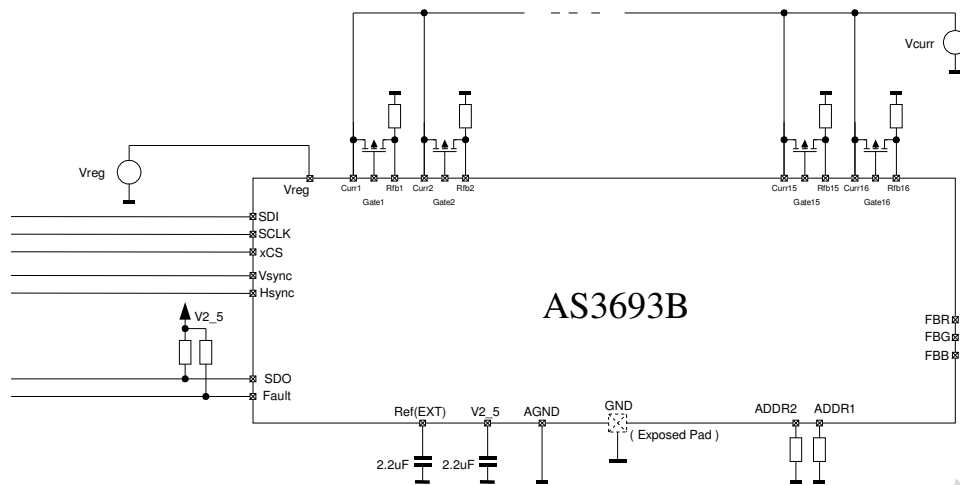 Vcurr
Vreg
Vreg
Curr1 Rfb1 Curr2 Rfb2 Curr15 Rfb15 Curr16 Rfb16
Gate1 Gate2 Gate15 Gate16
SDI
SCLK
xCS
Vsync
Hsync
AS3693B
V2_5
FBR
FBG
FBB
SDO
Fault
Ref(EXT) V2_5 AGND GND ADDR2 ADDR1
( Exposed Pad )
2.2uF 2.2uF